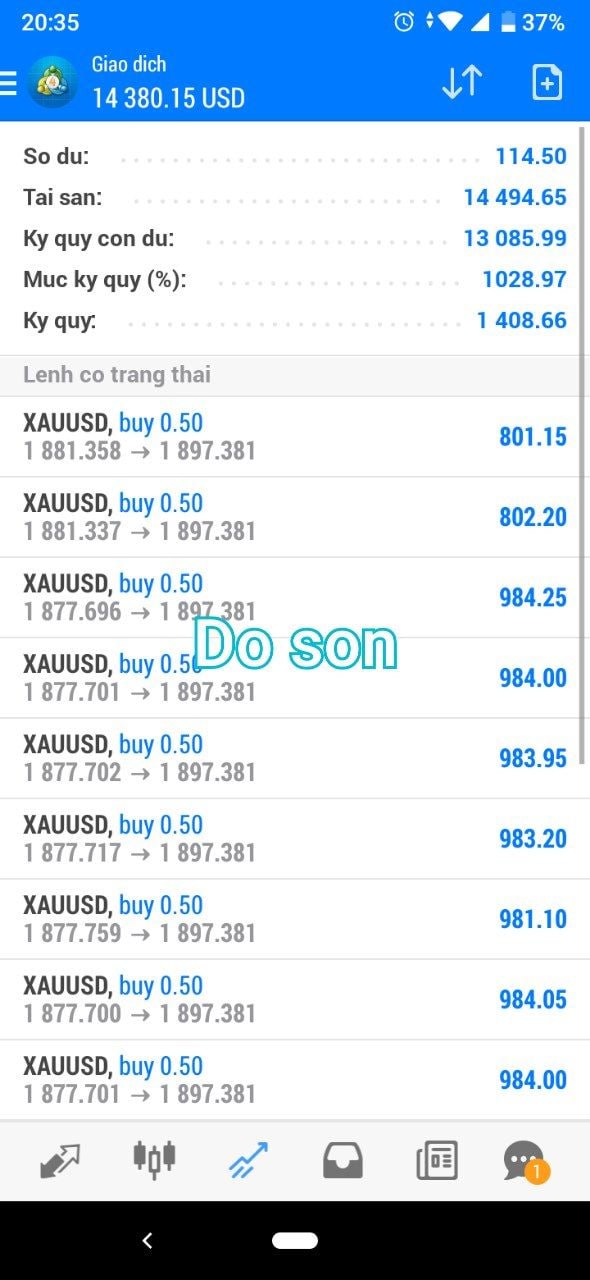 20:35
37%
Giao dich
14 380.15 USD
So du: 114.50
Tai san: 14 494.65
Ky quy con du: 13 085.99
Muc ky quy (%): 1028.97
Ky quy: 1 408.66
Lenh co trang thai
XAUUSD, buy 0.50
1 881.358 → 1 897.381
801.15
XAUUSD, buy 0.50
1 881.337 → 1 897.381
802.20
XAUUSD, buy 0.50
1 877.696 → 1 897.381
984.25
Do son
XAUUSD, buy 0.50
1 877.701 → 1 897.381
984.00
XAUUSD, buy 0.50
1 877.702 → 1 897.381
983.95
XAUUSD, buy 0.50
1 877.717 → 1 897.381
983.20
XAUUSD, buy 0.50
1 877.759 → 1 897.381
981.10
XAUUSD, buy 0.50
1 877.700 → 1 897.381
984.05
XAUUSD, buy 0.50
1 877.701 → 1 897.381
984.00
1